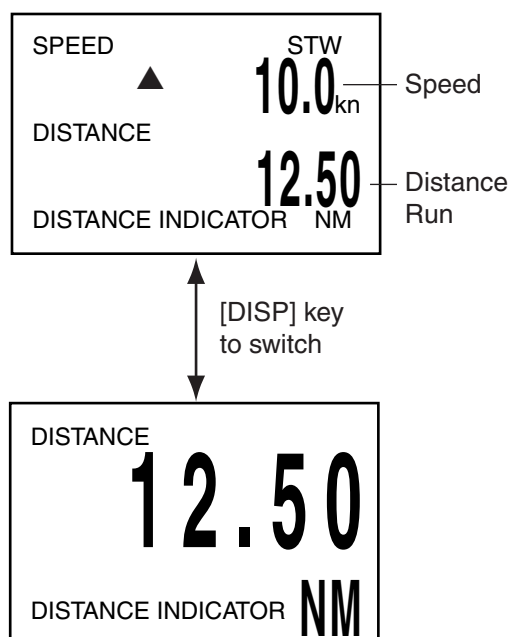 SPEED STW
▲ 10.0kn
Speed
DISTANCE
12.50
Distance
Run
DISTANCE INDICATOR NM
[DISP] key
to switch
DISTANCE
12.50
DISTANCE INDICATOR NM